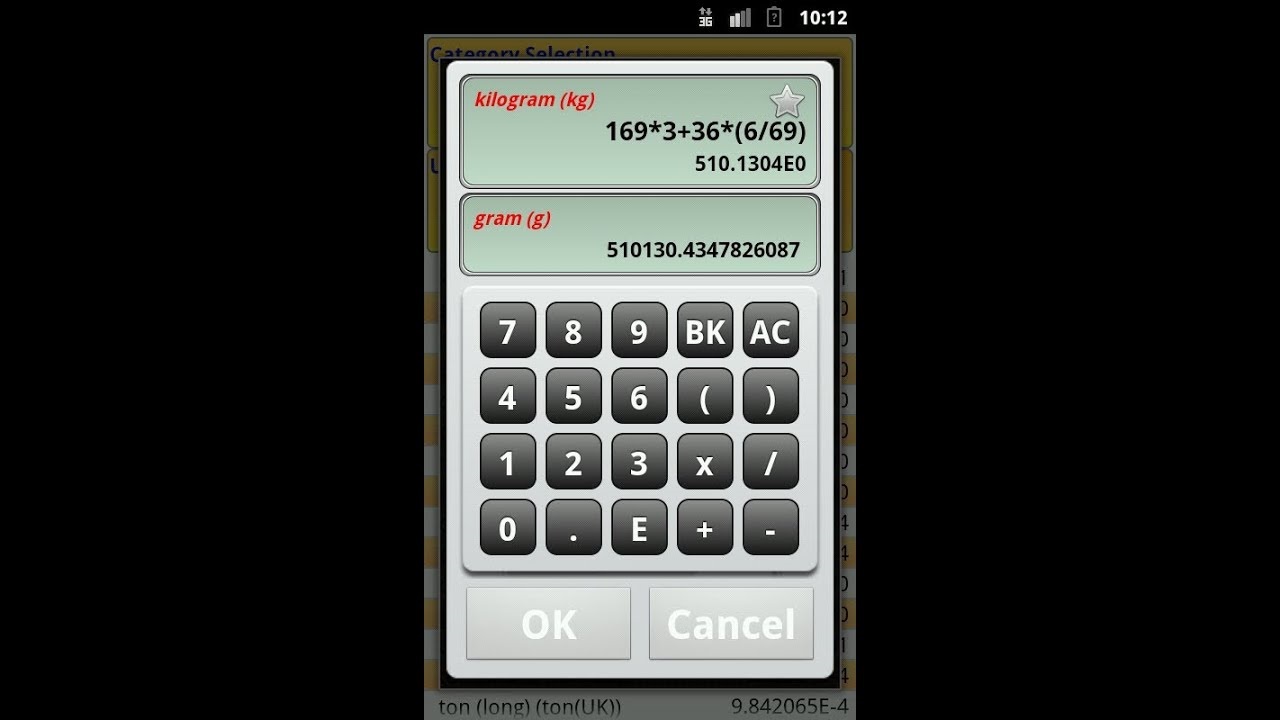 3G 10:12
Category Selection
kilogram (kg)
169*3+36*(6/69)
510.1304E0
gram (g)
510130.4347826087
7 8 9 BK AC
4 5 6 ( )
1 2 3 x /
0 . E + -
OK Cancel
ton (long) (ton(UK)) 9.842065E-4